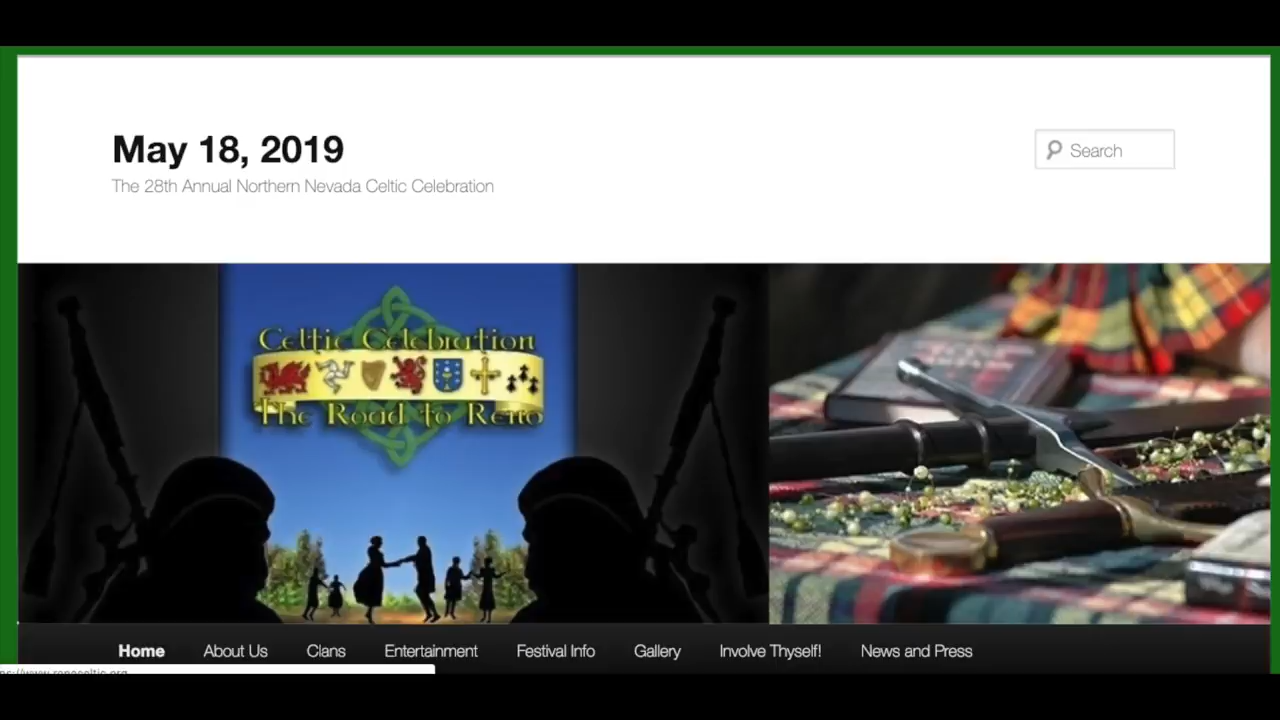 May 18, 2019
Search
The 28th Annual Northern Nevada Celtic Celebration
Celtic Celebration
The Road to Reno
Home About Us Clans Entertainment Festival Info Gallery Involve Thyself! News and Press